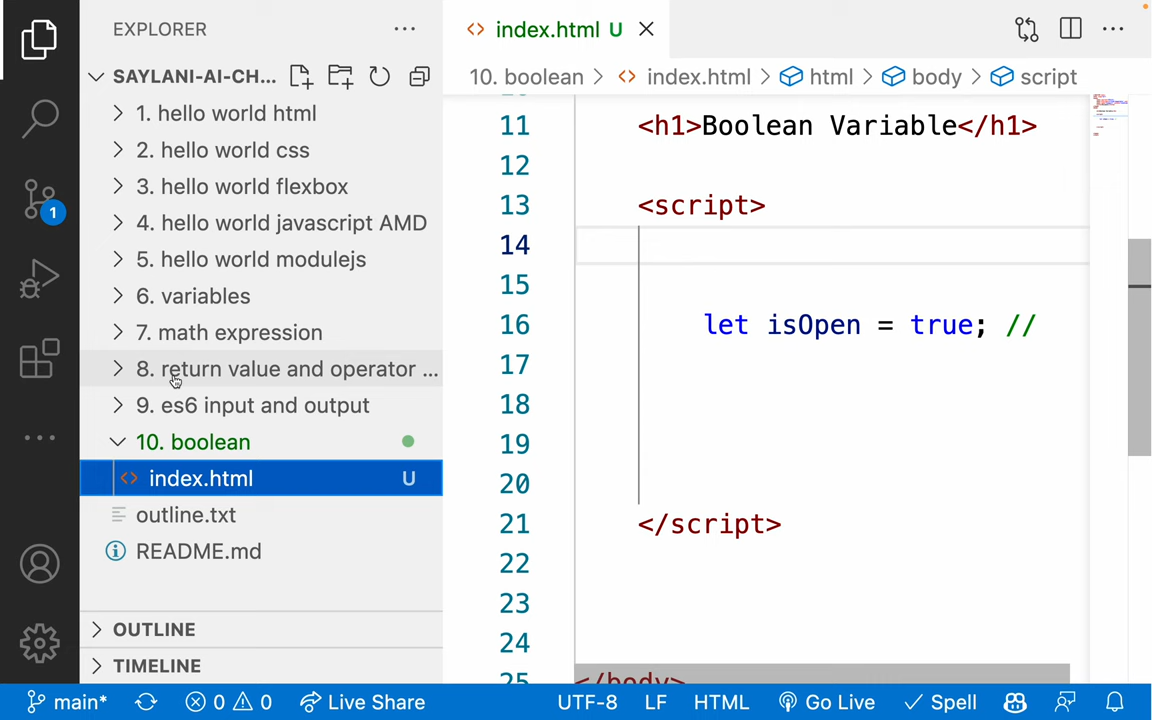 EXPLORER
SAYLANI-AI-CH...
1. hello world html
2. hello world css
3. hello world flexbox
4. hello world javascript AMD
5. hello world modulejs
6. variables
7. math expression
8. return value and operator ...
9. es6 input and output
10. boolean
index.html U
outline.txt
README.md
OUTLINE
TIMELINE
1
index.html U
10. boolean > index.html > html > body > script
11 <h1>Boolean Variable</h1>
12
13 <script>
14
15
16 let isOpen = true; //
17
18
19
20
21 </script>
22
23
24
25 </body>
main* 0 0 Live Share UTF-8 LF HTML Go Live Spell